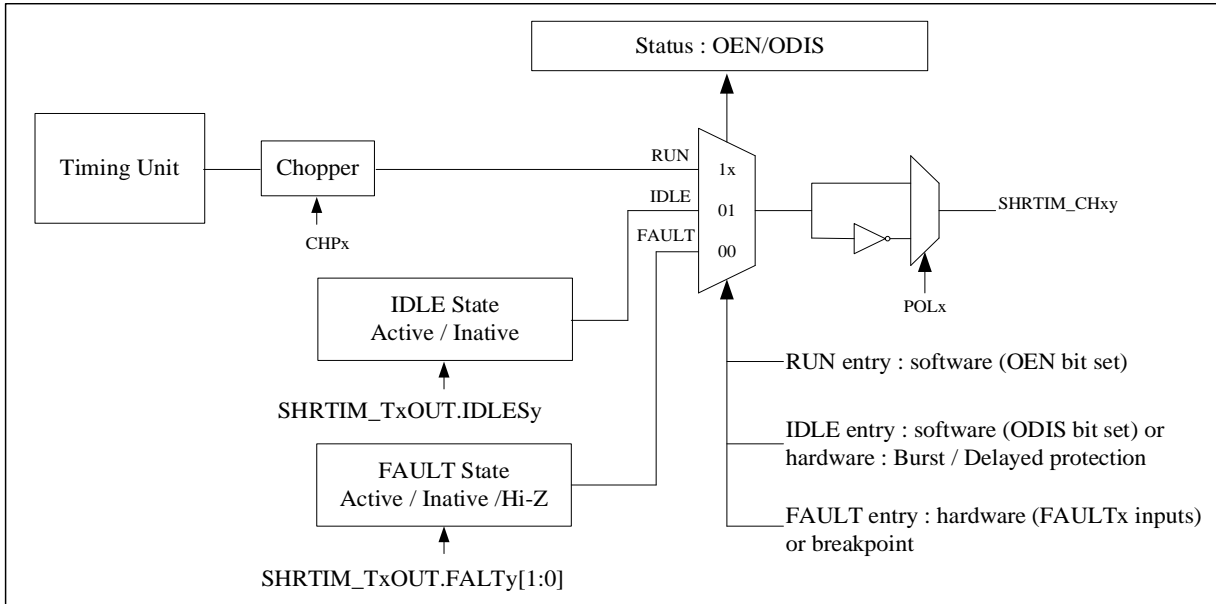 Status : OEN/ODIS
Timing Unit
Chopper
CHPx
RUN
IDLE
FAULT
1x
01
00
SHRTIM_CHxy
POLx
IDLE State
Active / Inative
SHRTIM_TxOUT.IDLESy
FAULT State
Active / Inative /Hi-Z
SHRTIM_TxOUT.FALTy[1:0]
RUN entry : software (OEN bit set)
IDLE entry : software (ODIS bit set) or
hardware : Burst / Delayed protection
FAULT entry : hardware (FAULTx inputs)
or breakpoint